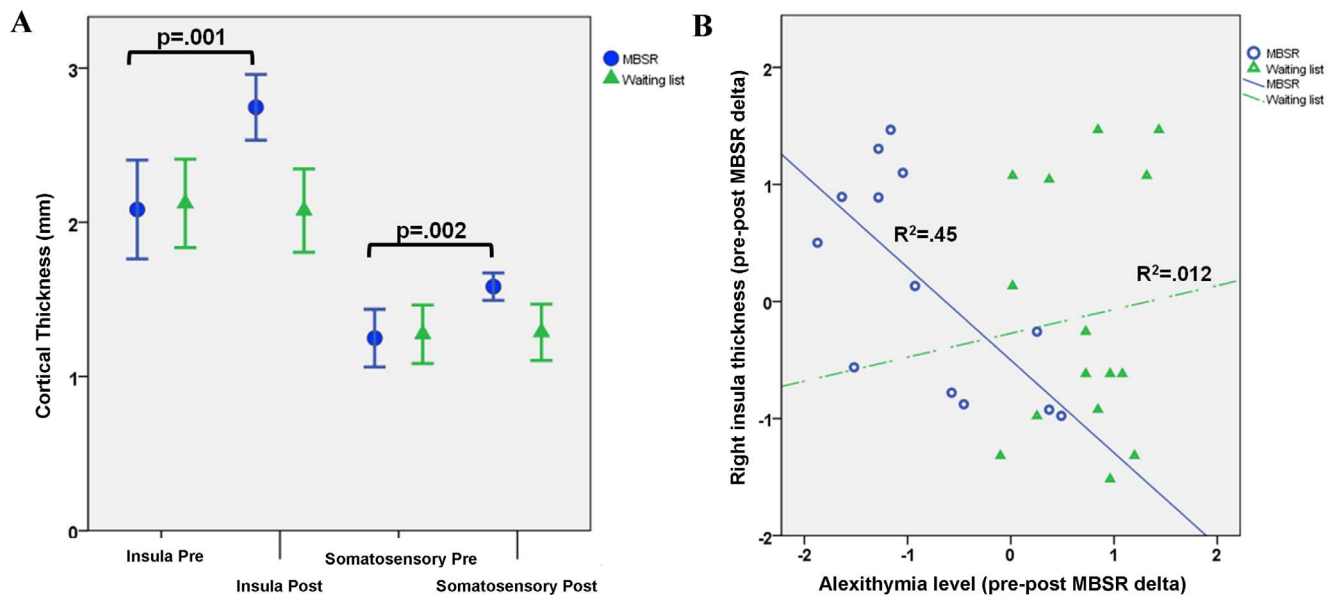 A
p=.001
MBSR
Waiting list
3
p=.002
2
1
0
Cortical Thickness (mm)
Insula Pre
Insula Post
Somatosensory Pre
Somatosensory Post
B
MBSR
Waiting list
MBSR
Waiting list
2
1
R²=.45
R²=.012
0
-1
-2
Right insula thickness (pre-post MBSR delta)
-2 -1 0 1 2
Alexithymia level (pre-post MBSR delta)